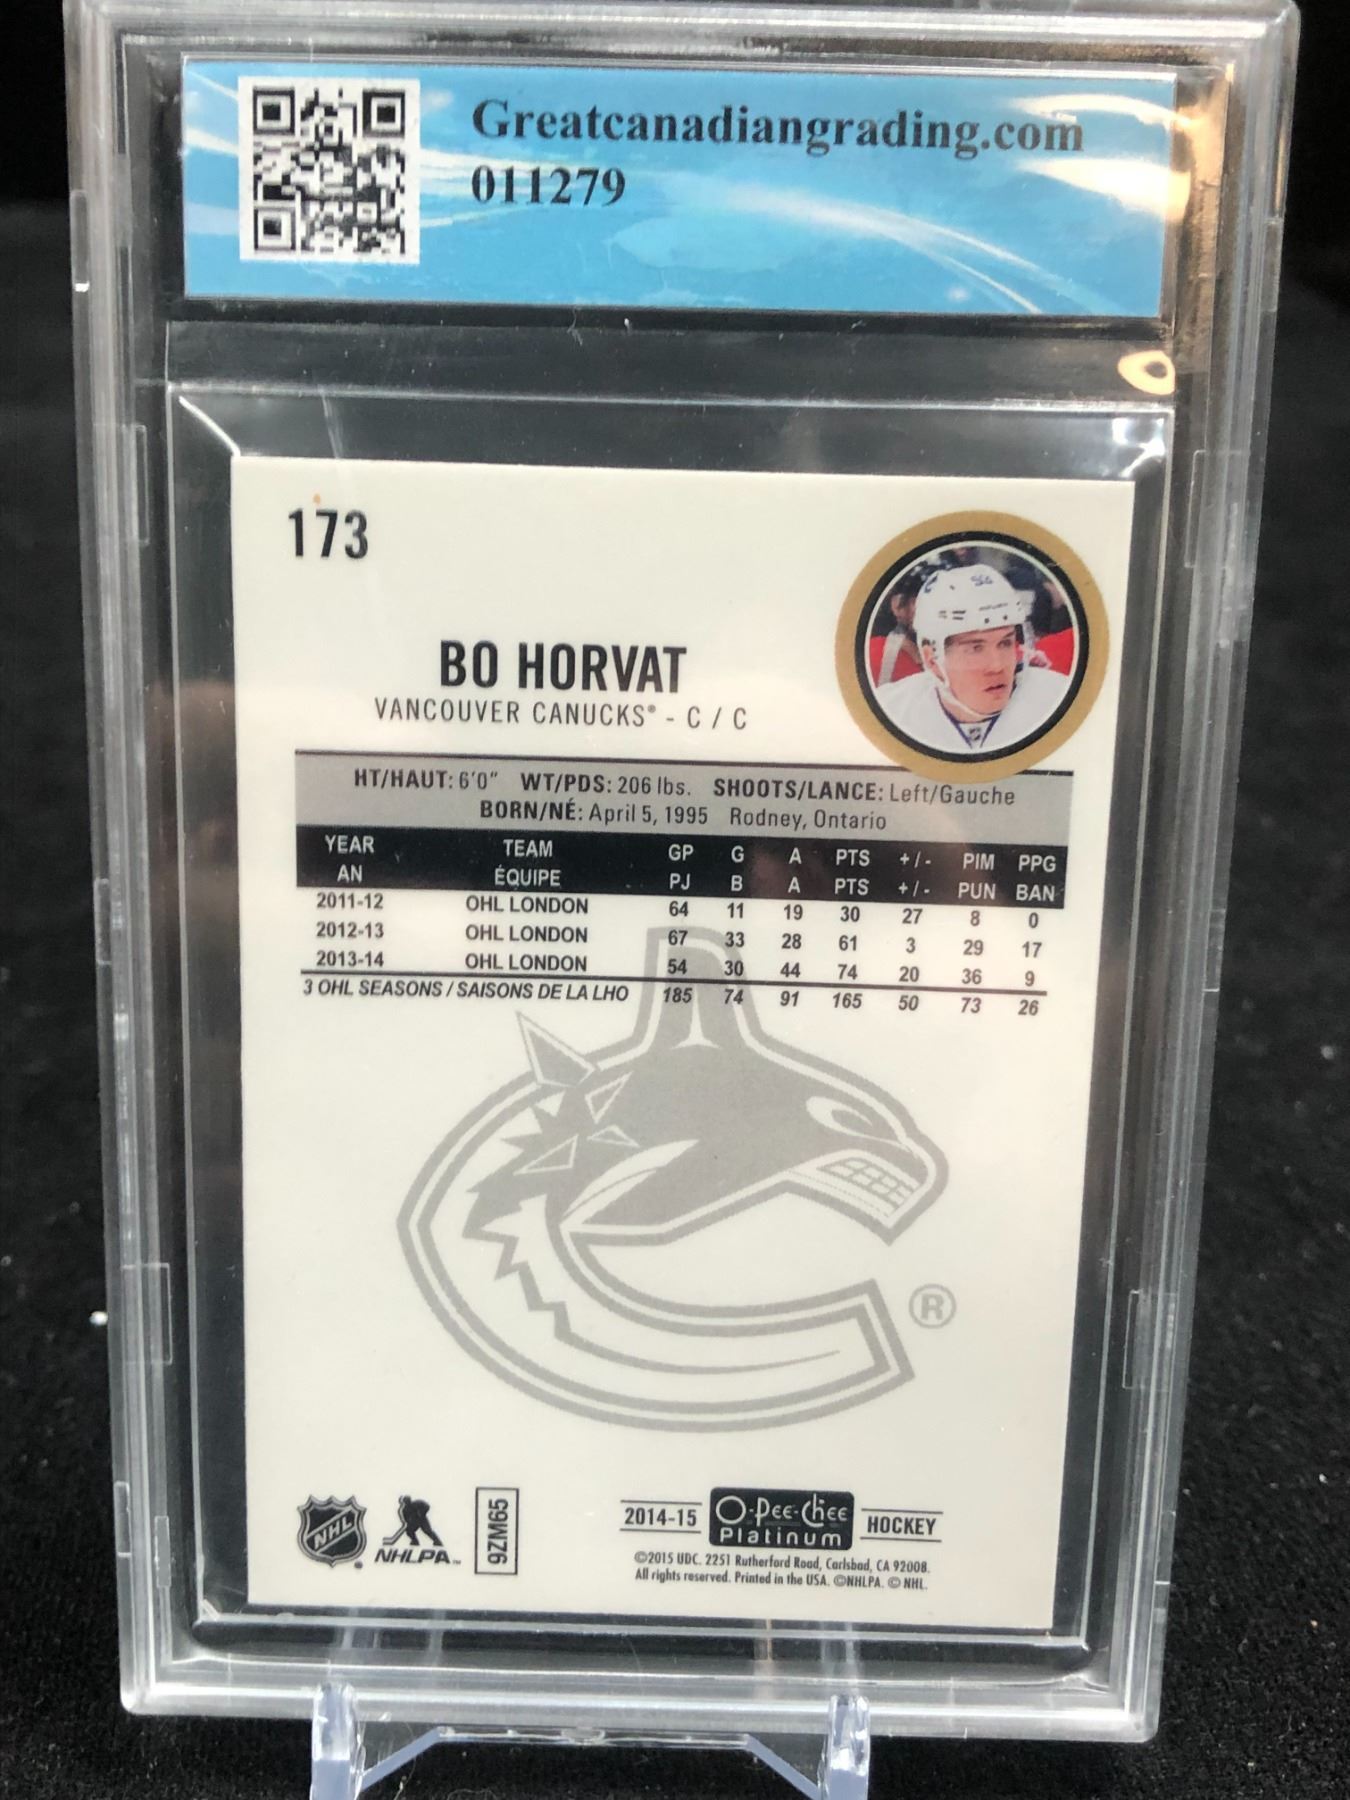 Greatcanadiangrading.com
011279
173
BO HORVAT
VANCOUVER CANUCKS® - C / C
HT/HAUT: 6'0" WT/PDS: 206 lbs. SHOOTS/LANCE: Left/Gauche
BORN/NÉ: April 5, 1995 Rodney, Ontario
YEAR TEAM GP G A PTS +/- PIM PPG
AN ÉQUIPE PJ B A PTS +/- PUN BAN
2011-12 OHL LONDON 64 11 19 30 27 8 0
2012-13 OHL LONDON 67 33 28 61 3 29 17
2013-14 OHL LONDON 54 30 44 74 20 36 9
3 OHL SEASONS / SAISONS DE LA LHO 185 74 91 165 50 73 26
®
NHL
NHLPA™
9ZM65
2014-15 O-Pee-Chee Platinum HOCKEY
©2015 UDC. 2251 Rutherford Road, Carlsbad, CA 92008.
All rights reserved. Printed in the USA. ©NHLPA. © NHL.